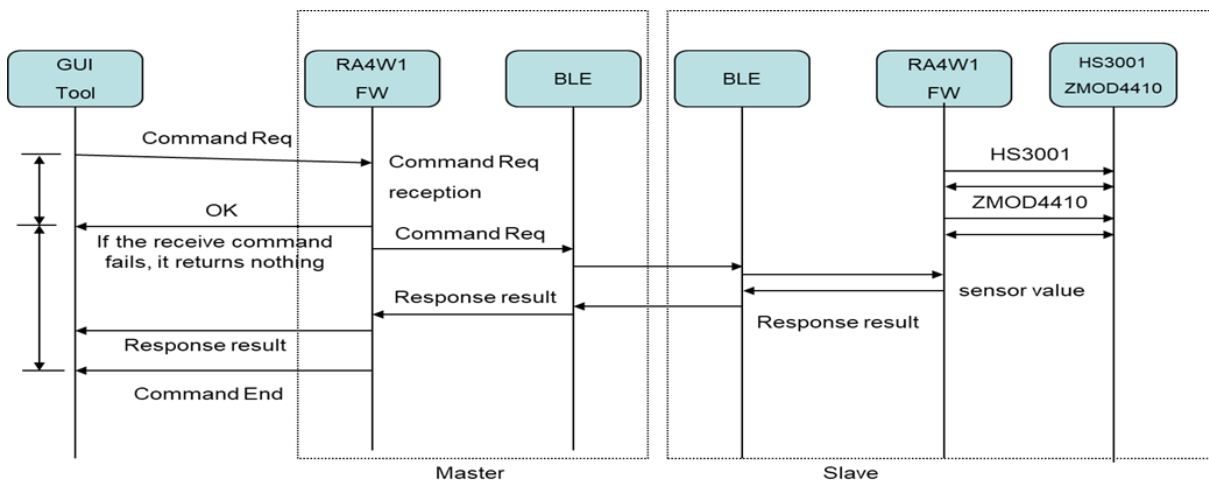 GUI
Tool
RA4W1
FW
BLE
BLE
RA4W1
FW
HS3001
ZMOD4410
Command Req
Command Req
reception
HS3001
OK
ZMOD4410
If the receive command
fails, it returns nothing
Command Req
Response result
sensor value
Response result
Response result
Command End
Master
Slave